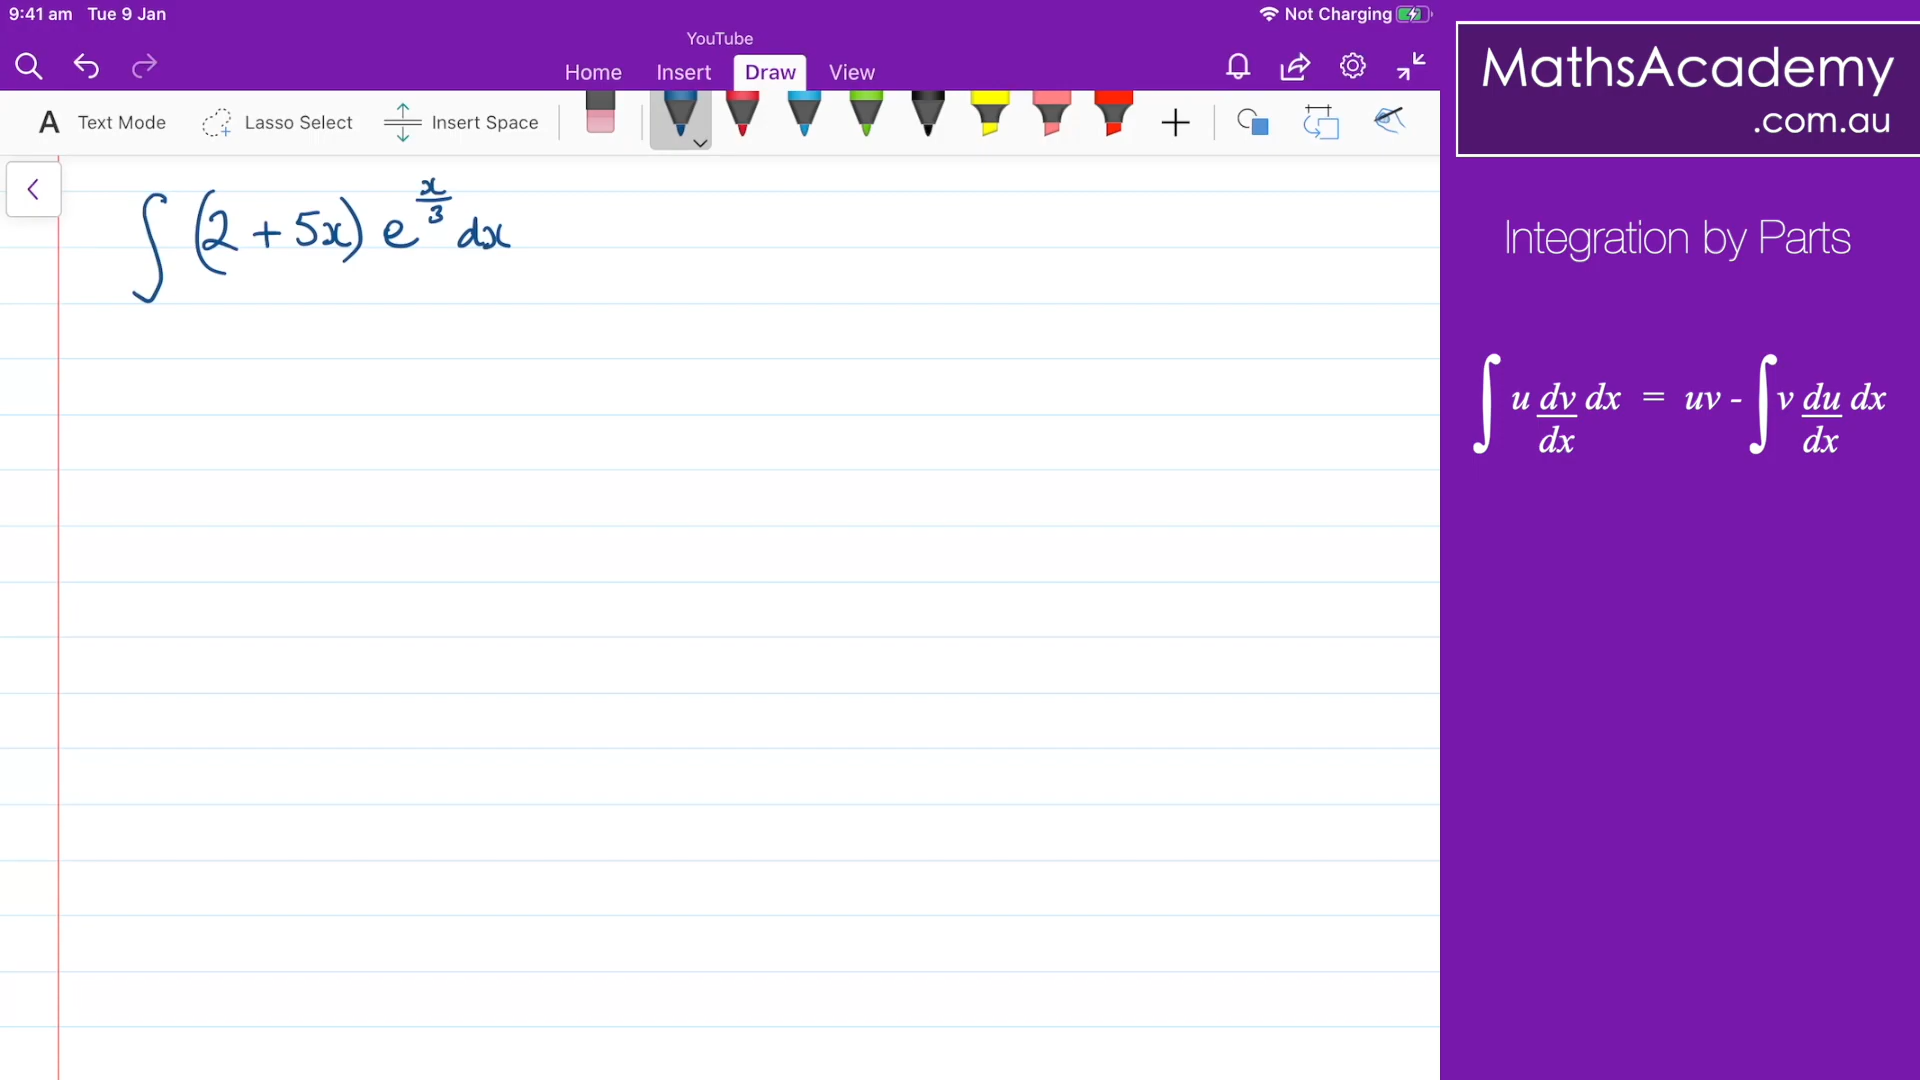 9:41 am Tue 9 Jan
Not Charging
YouTube
Home Insert Draw View
A Text Mode Lasso Select Insert Space
∫ (2 + 5x) e^(x/3) dx
MathsAcademy
.com.au
Integration by Parts
∫ u dv/dx dx = uv - ∫ v du/dx dx